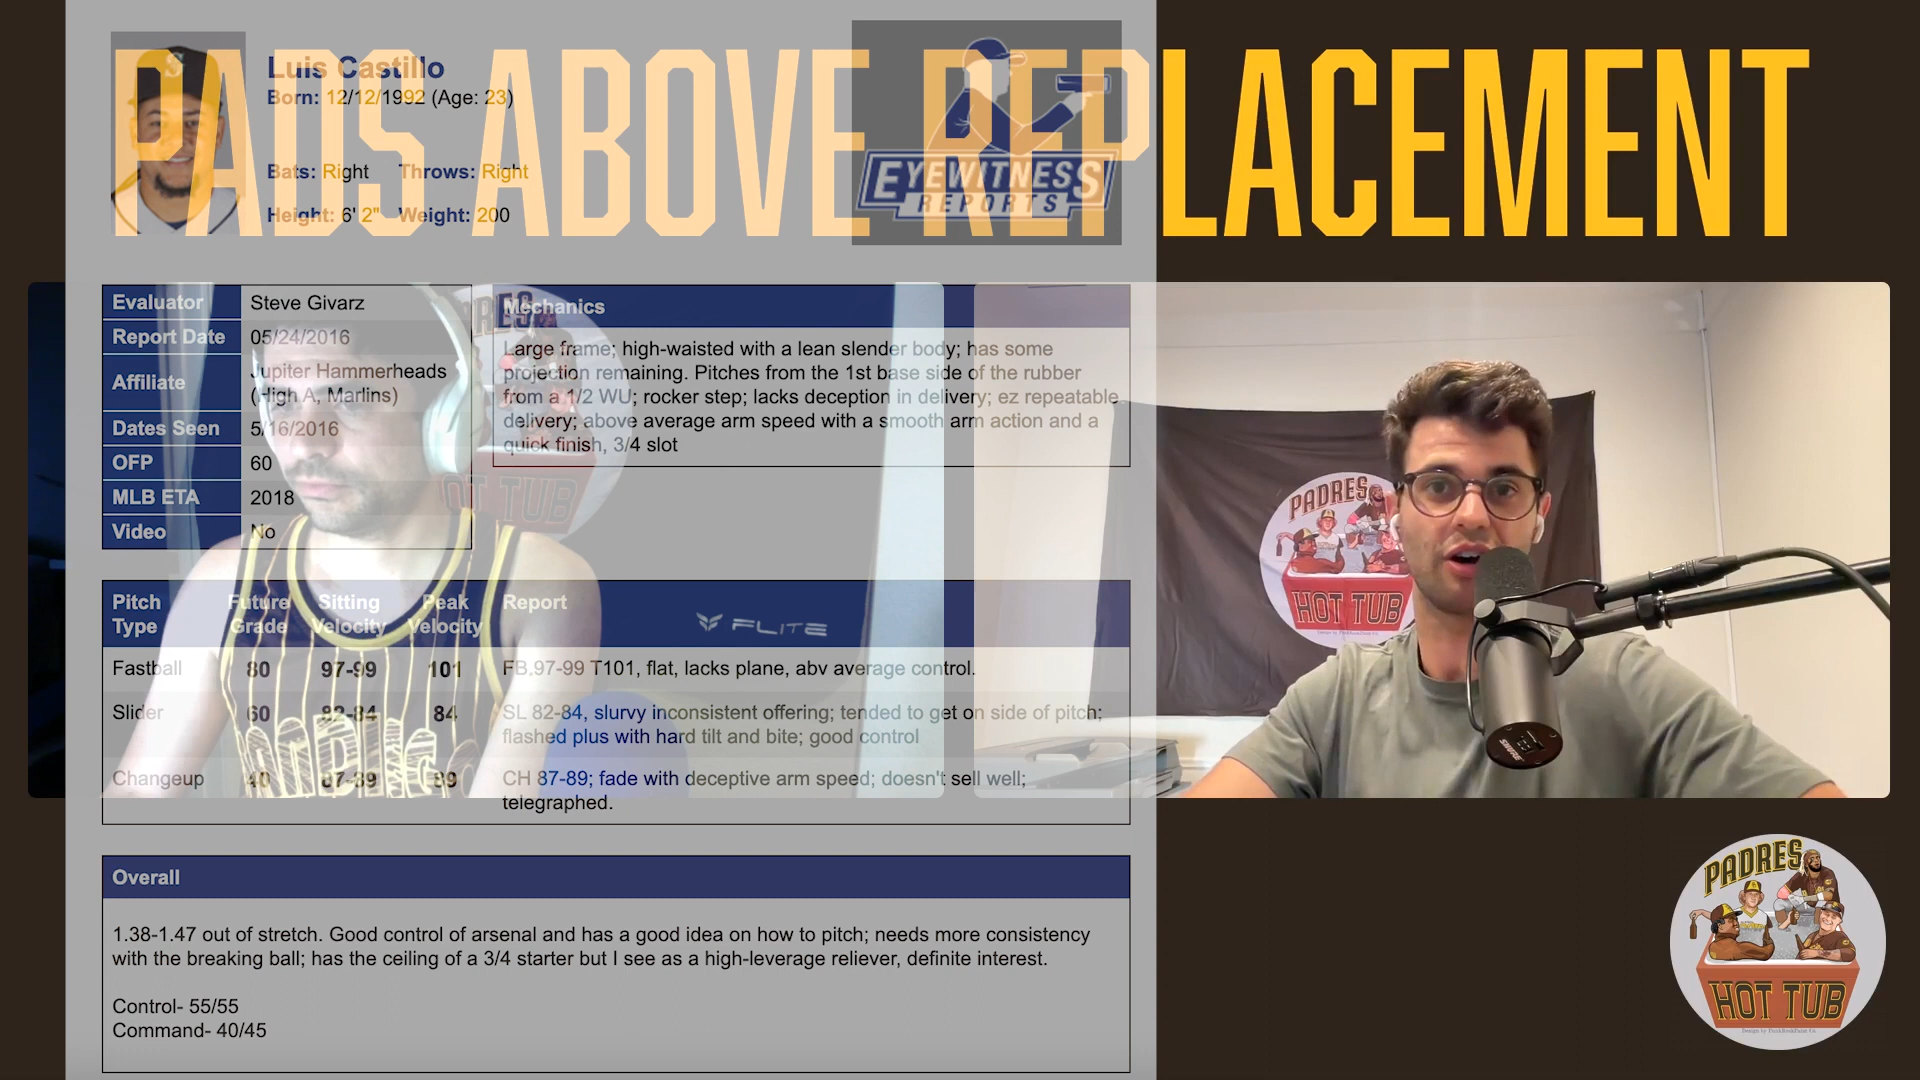 PADS ABOVE REPLACEMENT
Luis Castillo
Born: 12/12/1992 (Age: 23)
Bats: Right Throws: Right
Height: 6' 2" Weight: 200
EYEWITNESS
REPORTS
Evaluator Steve Givarz
Report Date 05/24/2016
Affiliate Jupiter Hammerheads
(High A, Marlins)
Dates Seen 5/16/2016
OFP 60
MLB ETA 2018
Video No
Mechanics
Large frame; high-waisted with a lean slender body; has some
projection remaining. Pitches from the 1st base side of the rubber
from a 1/2 WU; rocker step; lacks deception in delivery; ez repeatable
delivery; above average arm speed with a smooth arm action and a
quick finish, 3/4 slot
PADRES
HOT TUB
PADRES
HOT TUB
Pitch Future Sitting Peak Report
Type Grade Velocity Velocity
FLITE
Fastball 80 97-99 101 FB 97-99 T101, flat, lacks plane, abv average control.
Slider 60 82-84 84 SL 82-84, slurvy inconsistent offering; tended to get on side of pitch;
flashed plus with hard tilt and bite; good control
Changeup 40 87-89 89 CH 87-89; fade with deceptive arm speed; doesn't sell well;
telegraphed.
SHURE
Overall
1.38-1.47 out of stretch. Good control of arsenal and has a good idea on how to pitch; needs more consistency
with the breaking ball; has the ceiling of a 3/4 starter but I see as a high-leverage reliever, definite interest.
Control- 55/55
Command- 40/45
PADRES
HOT TUB